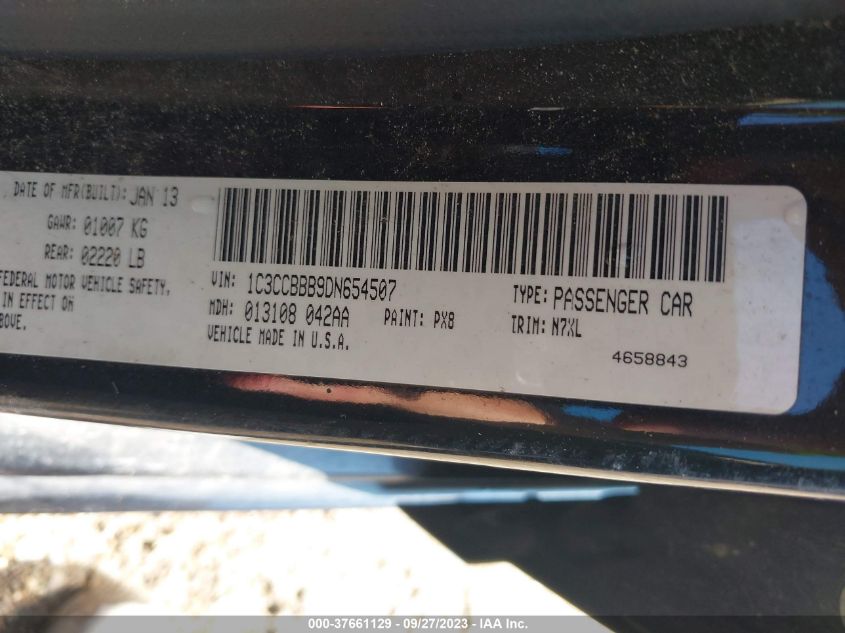 DATE OF MFR(BUILT): JAN 13
GAWR: 01007 KG
REAR: 02220 LB
FEDERAL MOTOR VEHICLE SAFETY,
IN EFFECT ON
BOVE.
VIN: 1C3CCBBB9DN654507
TYPE: PASSENGER CAR
MDH: 013108 042AA
PAINT: PX8
TRIM: N7XL
VEHICLE MADE IN U.S.A.
4658843
000-37661129 - 09/27/2023 - IAA Inc.